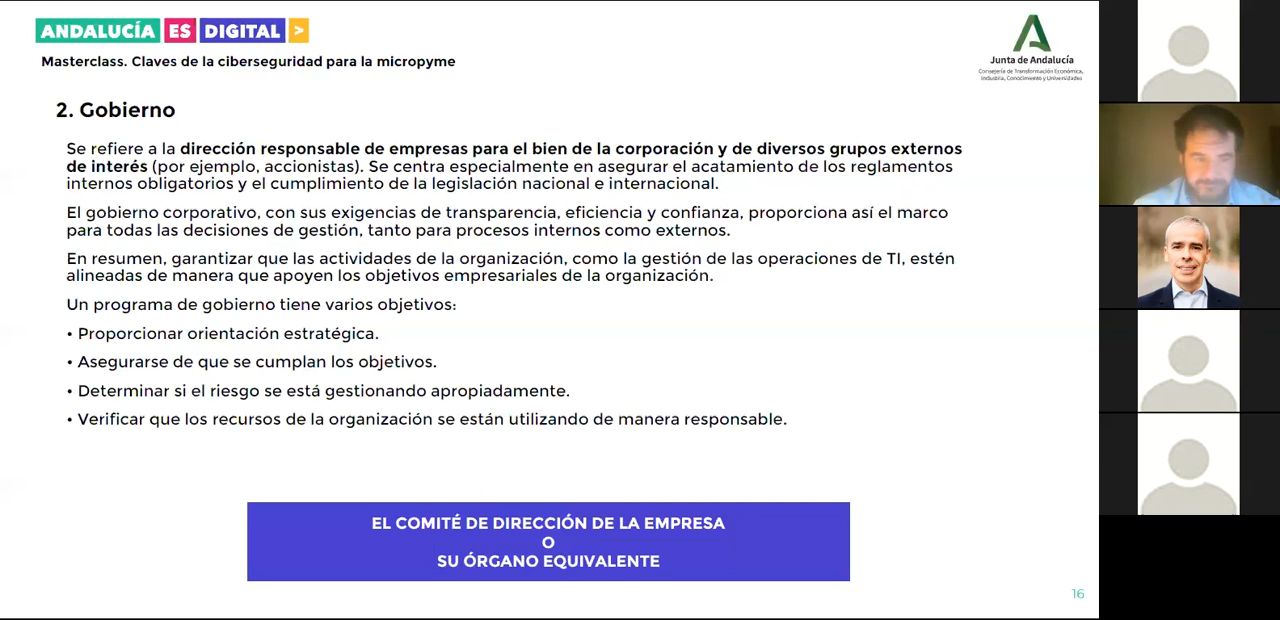 ANDALUCÍA ES DIGITAL >
Masterclass. Claves de la ciberseguridad para la micropyme
Junta de Andalucía
Consejería de Transformación Económica,
Industria, Conocimiento y Universidades
2. Gobierno
Se refiere a la dirección responsable de empresas para el bien de la corporación y de diversos grupos externos
de interés (por ejemplo, accionistas). Se centra especialmente en asegurar el acatamiento de los reglamentos
internos obligatorios y el cumplimiento de la legislación nacional e internacional.
El gobierno corporativo, con sus exigencias de transparencia, eficiencia y confianza, proporciona así el marco
para todas las decisiones de gestión, tanto para procesos internos como externos.
En resumen, garantizar que las actividades de la organización, como la gestión de las operaciones de TI, estén
alineadas de manera que apoyen los objetivos empresariales de la organización.
Un programa de gobierno tiene varios objetivos:
• Proporcionar orientación estratégica.
• Asegurarse de que se cumplan los objetivos.
• Determinar si el riesgo se está gestionando apropiadamente.
• Verificar que los recursos de la organización se están utilizando de manera responsable.
EL COMITÉ DE DIRECCIÓN DE LA EMPRESA
O
SU ÓRGANO EQUIVALENTE
16